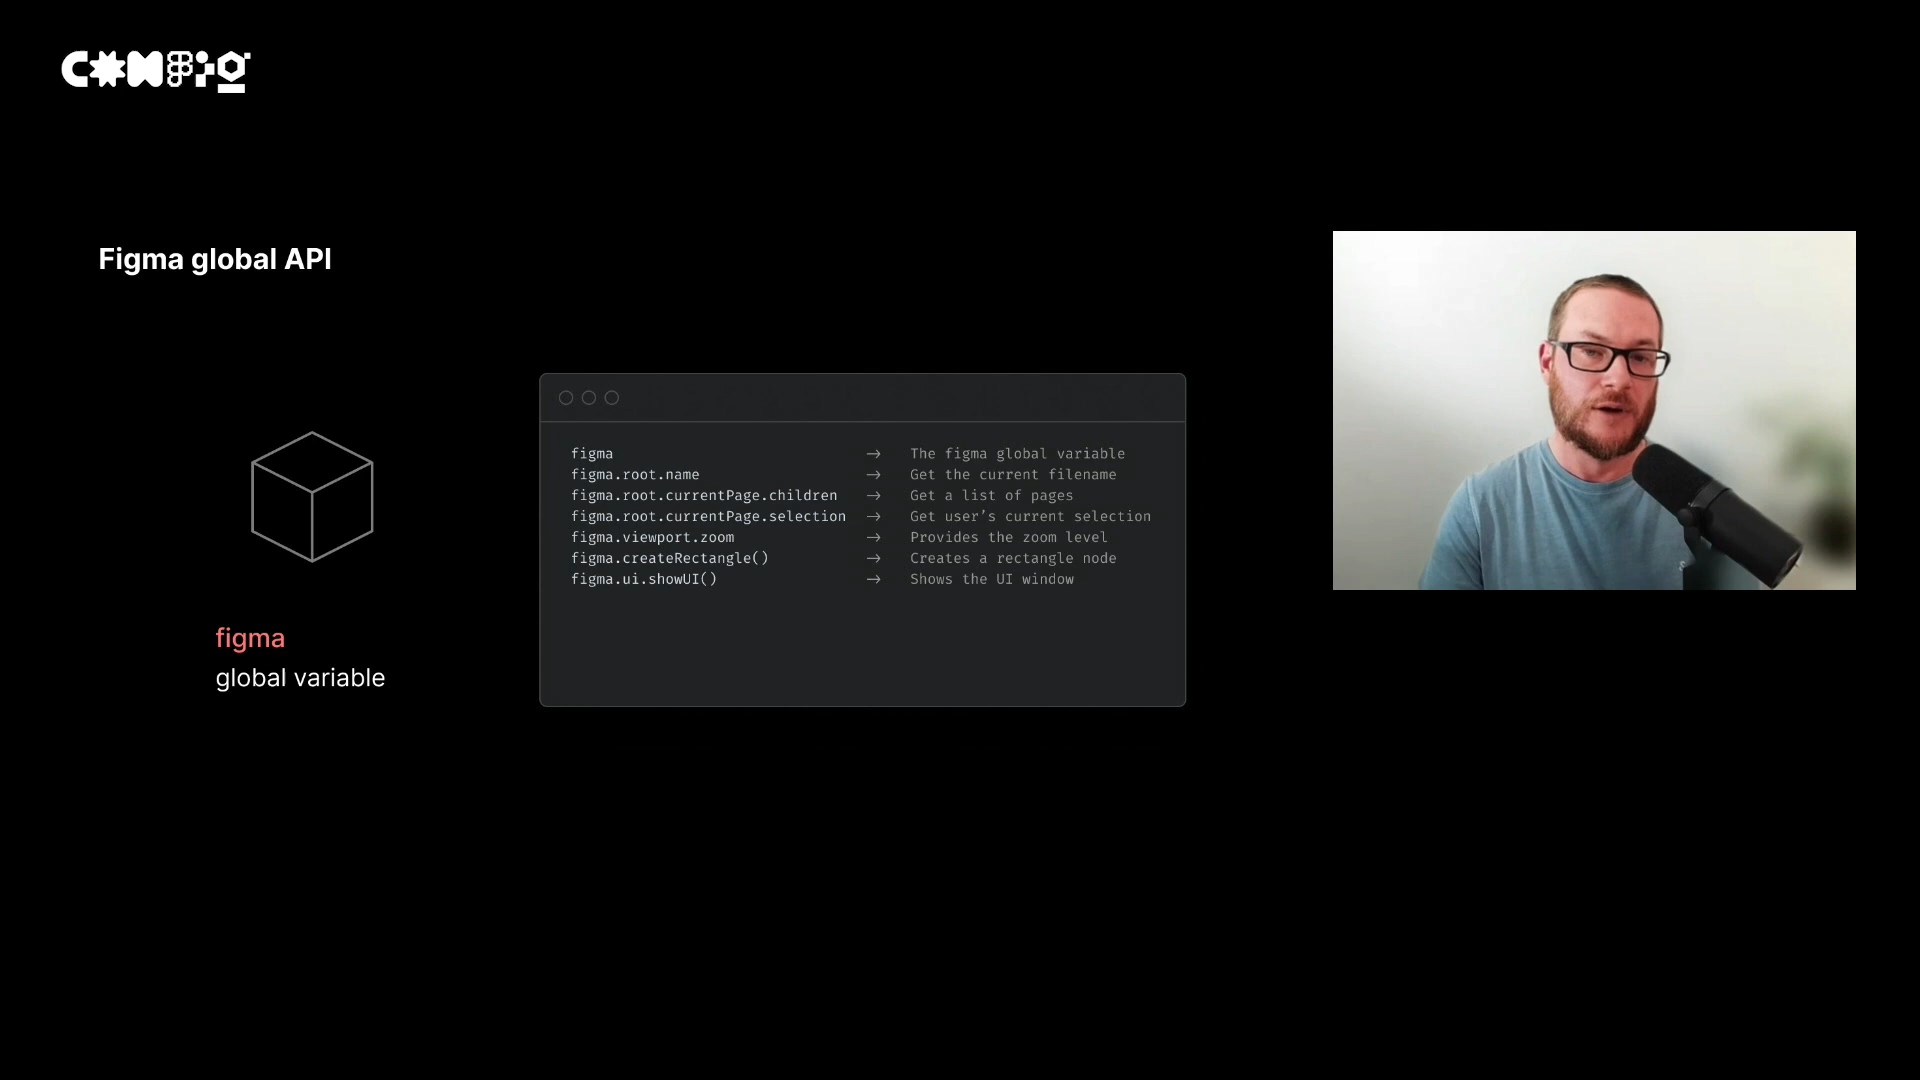 CONFIG
Figma global API
figma → The figma global variable
figma.root.name → Get the current filename
figma.root.currentPage.children → Get a list of pages
figma.root.currentPage.selection → Get user’s current selection
figma.viewport.zoom → Provides the zoom level
figma.createRectangle() → Creates a rectangle node
figma.ui.showUI() → Shows the UI window
figma
global variable